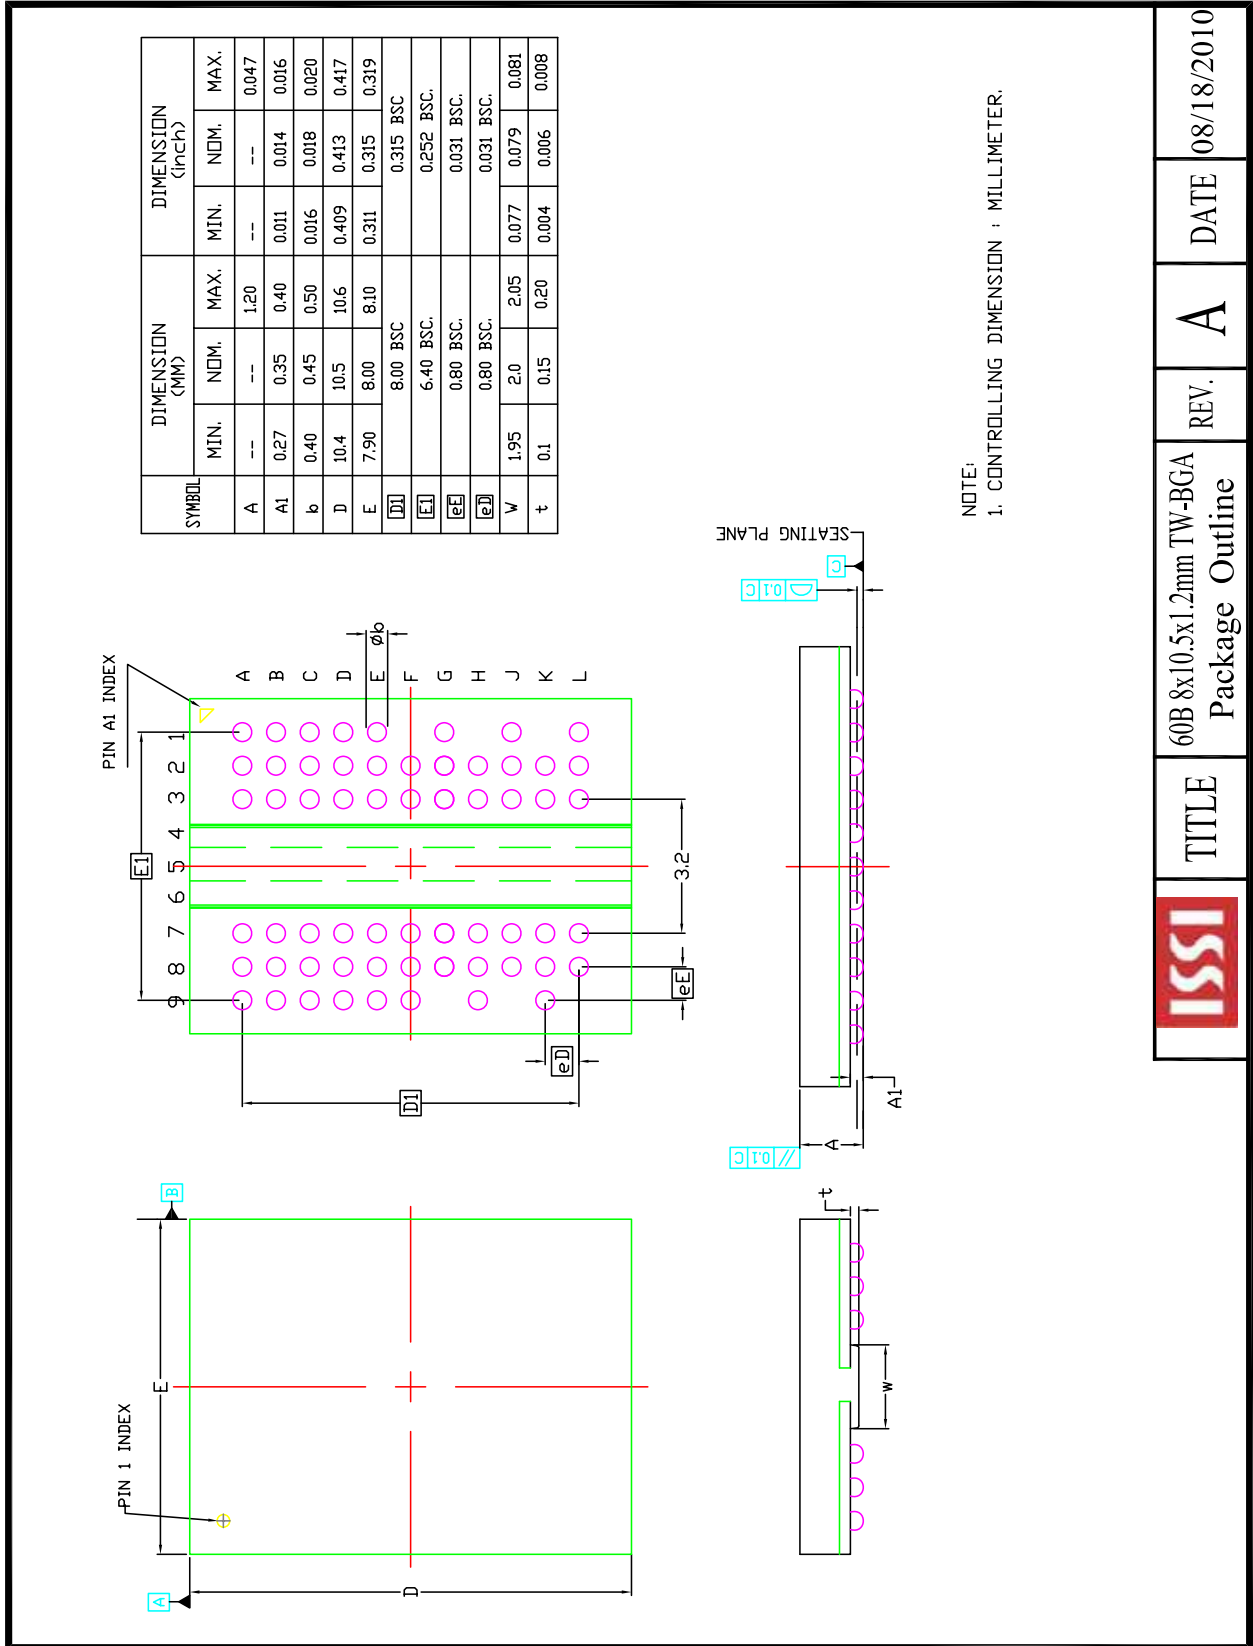 SYMBOL DIMENSION (MM) DIMENSION (inch)
MIN. NOM. MAX. MIN. NOM. MAX.
A -- -- 1.20 -- -- 0.047
A1 0.27 0.35 0.40 0.011 0.014 0.016
b 0.40 0.45 0.50 0.016 0.018 0.020
D 10.4 10.5 10.6 0.409 0.413 0.417
E 7.90 8.00 8.10 0.311 0.315 0.319
D1 8.00 BSC 0.315 BSC
E1 6.40 BSC. 0.252 BSC.
eE 0.80 BSC. 0.031 BSC.
eD 0.80 BSC. 0.031 BSC.
W 1.95 2.0 2.05 0.077 0.079 0.081
t 0.1 0.15 0.20 0.004 0.006 0.008
PIN 1 INDEX
A
B
E
D
PIN A1 INDEX
E1
9 8 7 6 5 4 3 2 1
A
B
C
D
E
F
G
H
J
K
L
øb
D1
eD
eE
3.2
t
w
// 0.1 C
A
A1
0.1 C
C
SEATING PLANE
NOTE:
1. CONTROLLING DIMENSION : MILLIMETER.
ISSI
TITLE
60B 8x10.5x1.2mm TW-BGA
Package Outline
REV.
A
DATE
08/18/2010